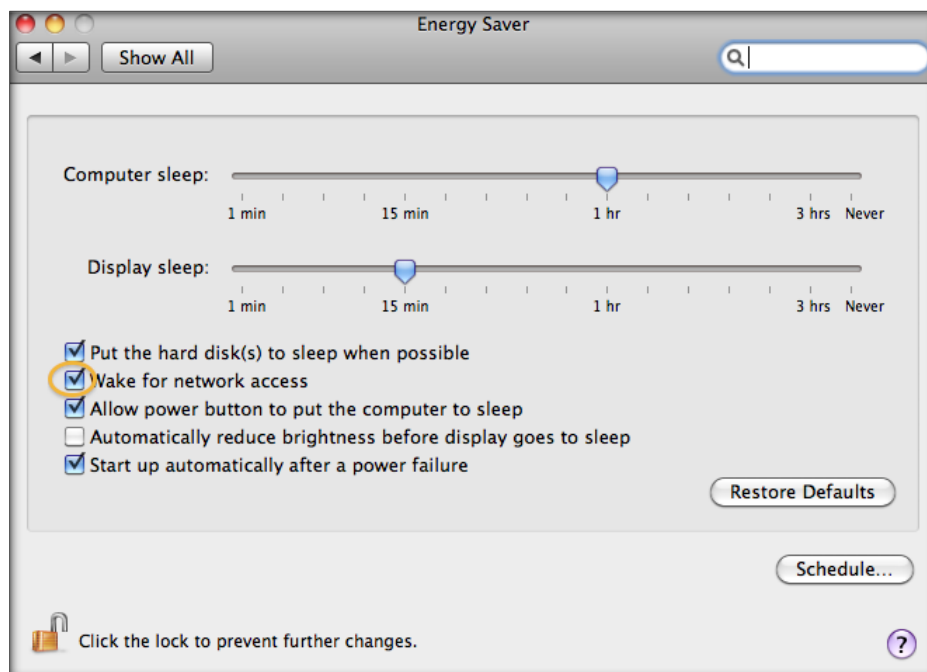 Energy Saver
Show All
Computer sleep:
1 min 15 min 1 hr 3 hrs Never
Display sleep:
1 min 15 min 1 hr 3 hrs Never
Put the hard disk(s) to sleep when possible
Wake for network access
Allow power button to put the computer to sleep
Automatically reduce brightness before display goes to sleep
Start up automatically after a power failure
Restore Defaults
Schedule...
Click the lock to prevent further changes.
?